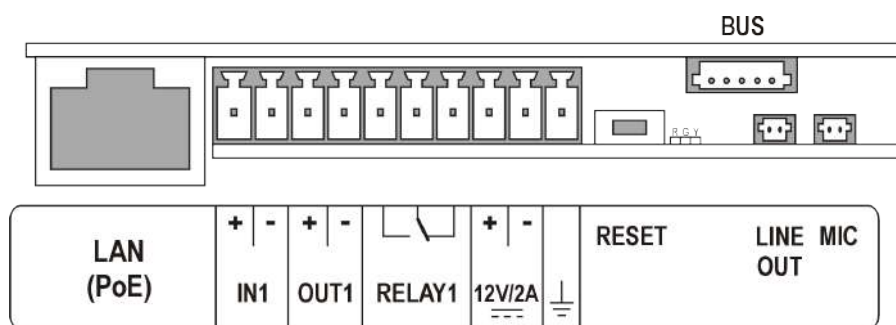 BUS
R G Y
+ - + - + -
LAN
(PoE)
IN1 OUT1 RELAY1 12V/2A
RESET
LINE
OUT
MIC